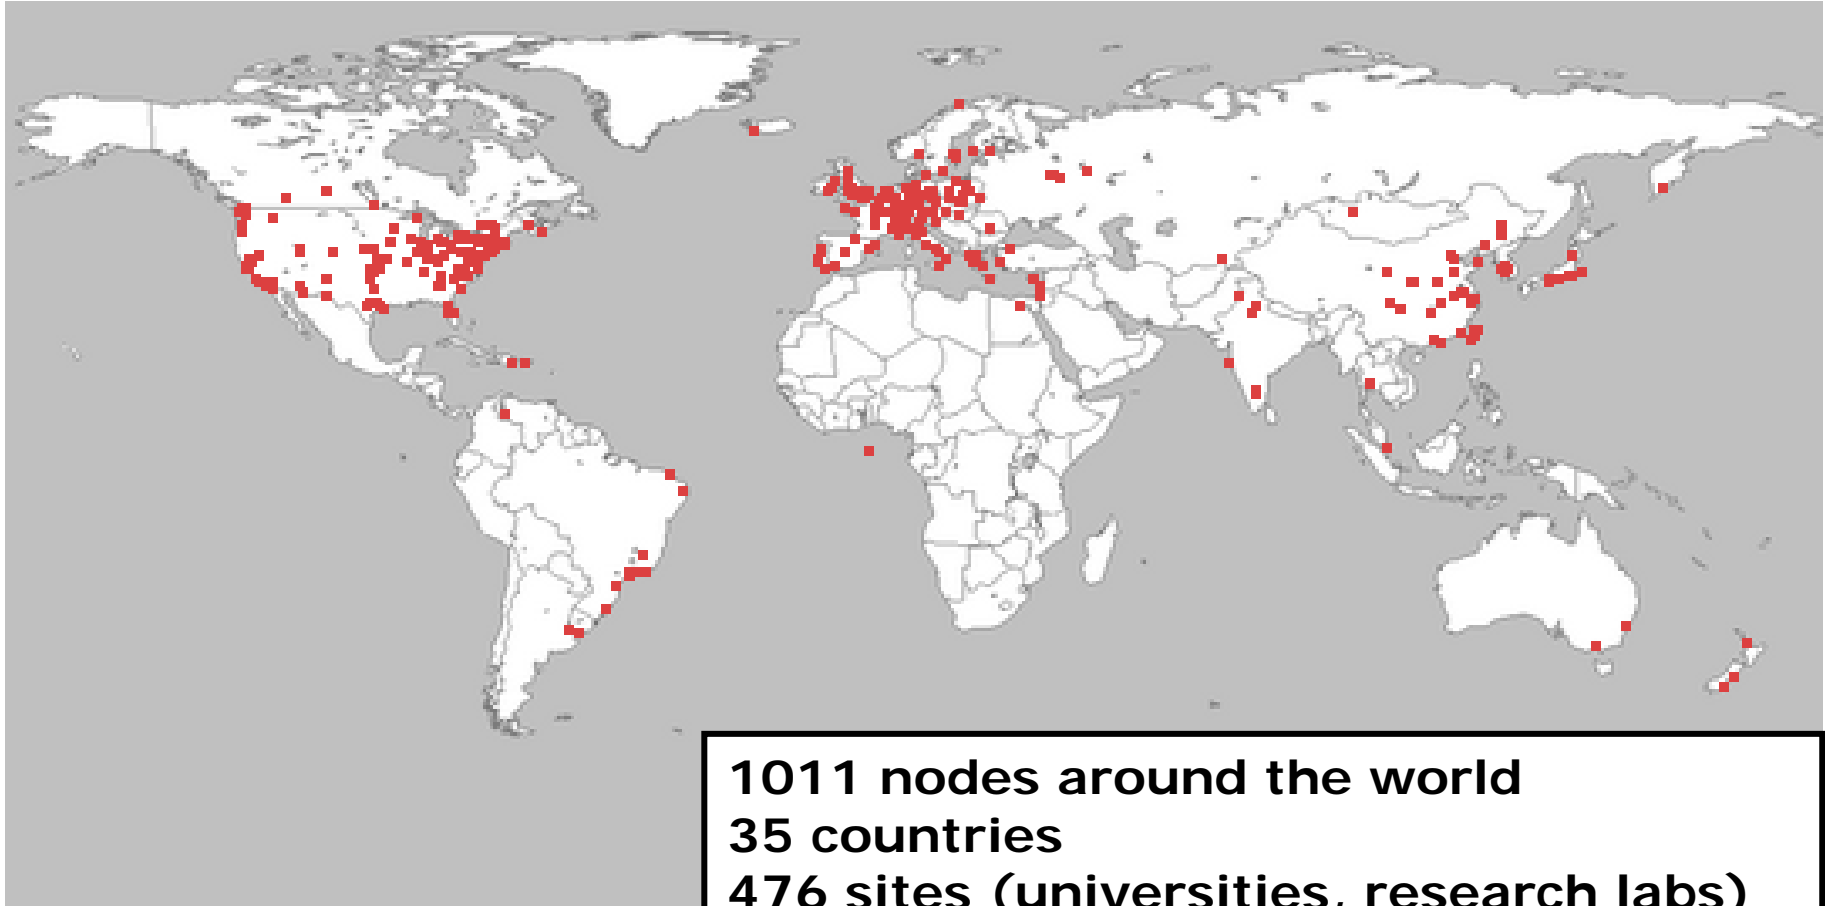 1011 nodes around the world
35 countries
476 sites (universities, research labs)